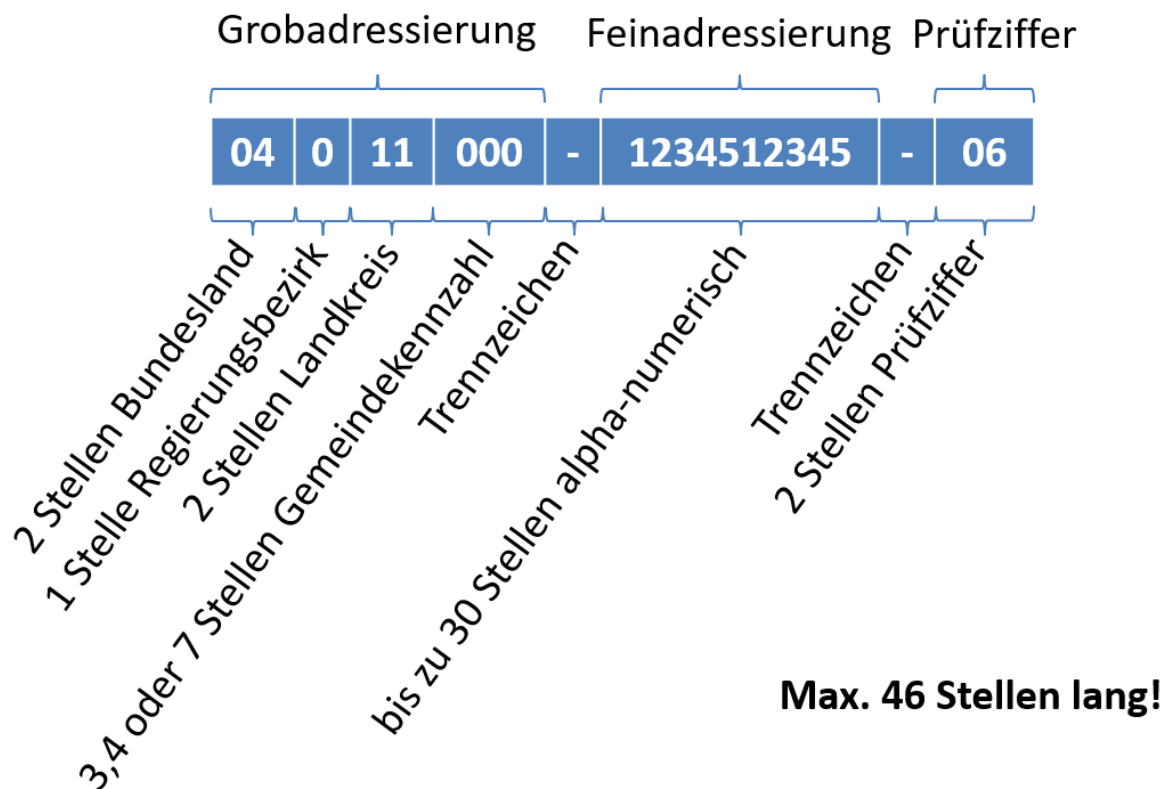 Grobadressierung Feinadressierung Prüfziffer
04 0 11 000 - 1234512345 - 06
2 Stellen Bundesland
1 Stelle Regierungsbezirk
2 Stellen Landkreis
3,4 oder 7 Stellen Gemeindekennzahl
Trennzeichen
bis zu 30 Stellen alpha-numerisch
Trennzeichen
2 Stellen Prüfziffer
Max. 46 Stellen lang!